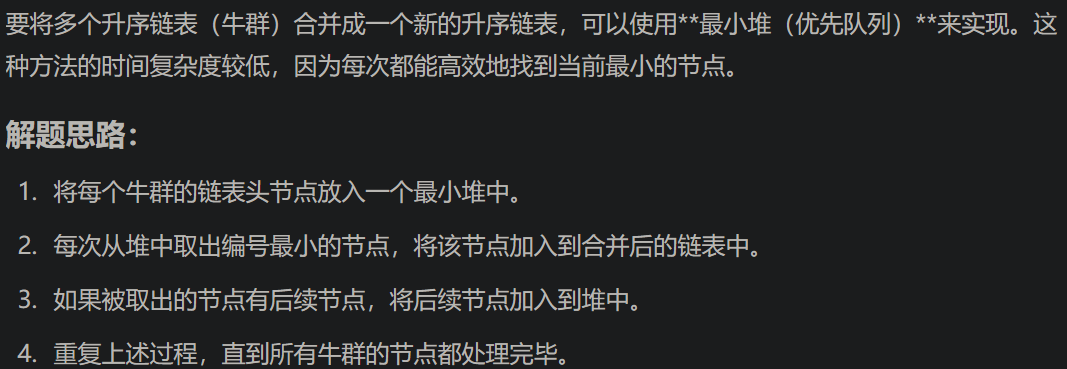 要将多个升序链表（牛群）合并成一个新的升序链表，可以使用**最小堆（优先队列）**来实现。这
种方法的时间复杂度较低，因为每次都能高效地找到当前最小的节点。
解题思路：
1. 将每个牛群的链表头节点放入一个最小堆中。
2. 每次从堆中取出编号最小的节点，将该节点加入到合并后的链表中。
3. 如果被取出的节点有后续节点，将后续节点加入到堆中。
4. 重复上述过程，直到所有牛群的节点都处理完毕。